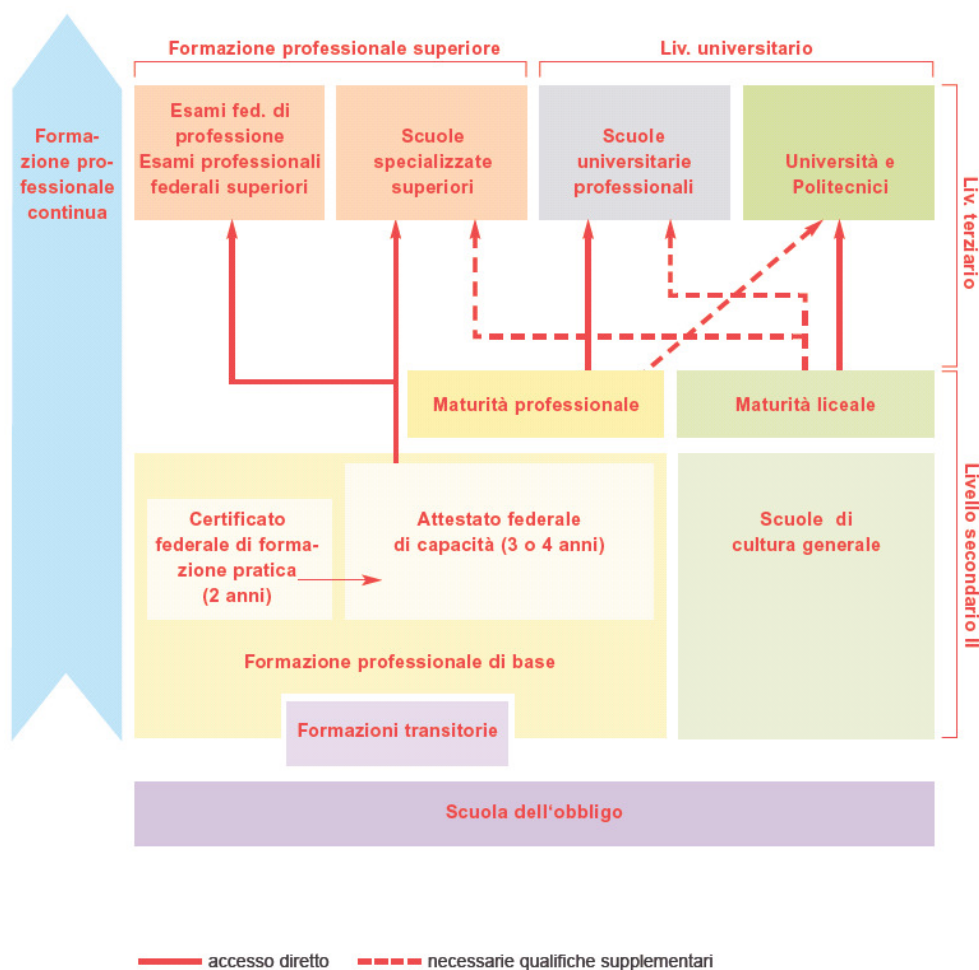 Formazione professionale superiore
Liv. universitario
Forma-
zione pro-
fessionale
continua
Esami fed. di
professione
Esami professionali
federali superiori
Scuole
specializzate
superiori
Scuole
universitarie
professionali
Università e
Politecnici
Liv. terziario
Maturità professionale
Maturità liceale
Livello secondario II
Certificato
federale di forma-
zione pratica
(2 anni)
Attestato federale
di capacità (3 o 4 anni)
Scuole di
cultura generale
Formazione professionale di base
Formazioni transitorie
Scuola dell'obbligo
accesso diretto
necessarie qualifiche supplementari